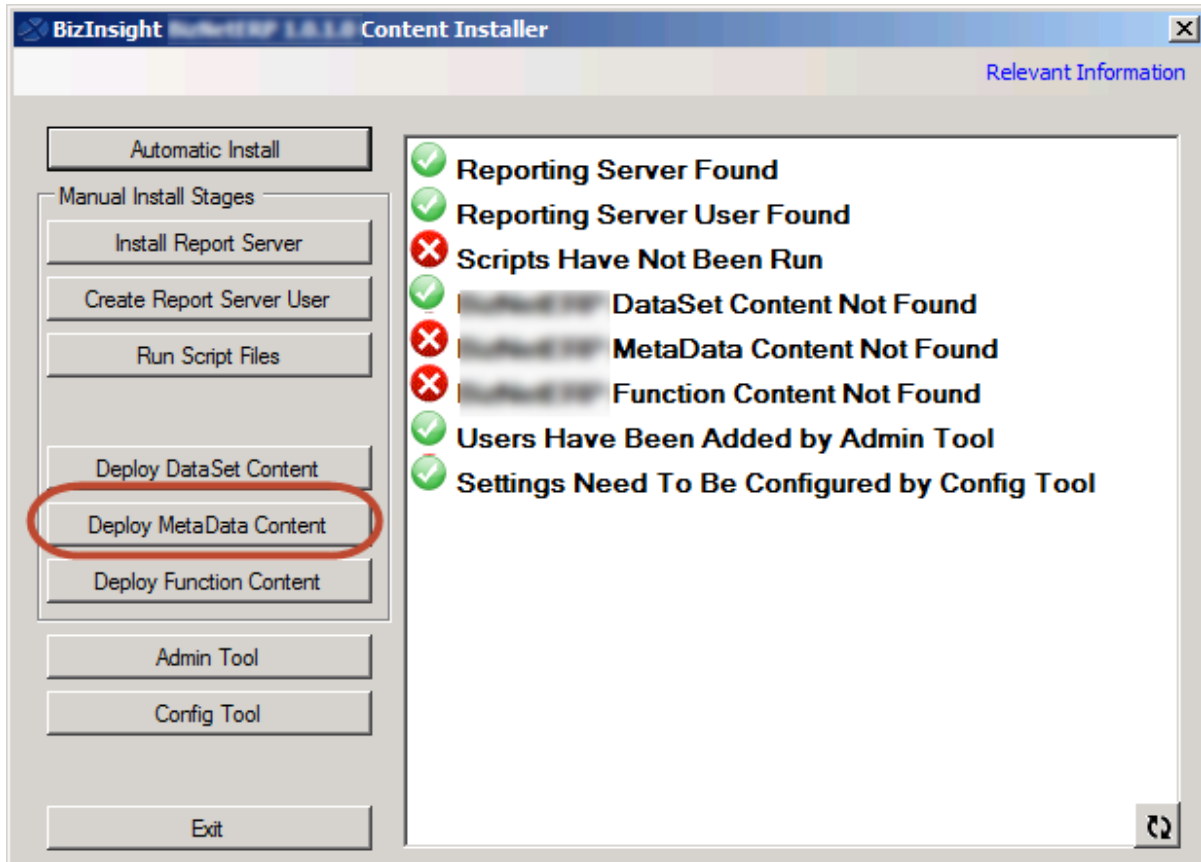 BizInsight Content Installer
Relevant Information
Automatic Install
Manual Install Stages
Install Report Server
Create Report Server User
Run Script Files
Deploy DataSet Content
Deploy MetaData Content
Deploy Function Content
Admin Tool
Config Tool
Exit
Reporting Server Found
Reporting Server User Found
Scripts Have Not Been Run
DataSet Content Not Found
MetaData Content Not Found
Function Content Not Found
Users Have Been Added by Admin Tool
Settings Need To Be Configured by Config Tool